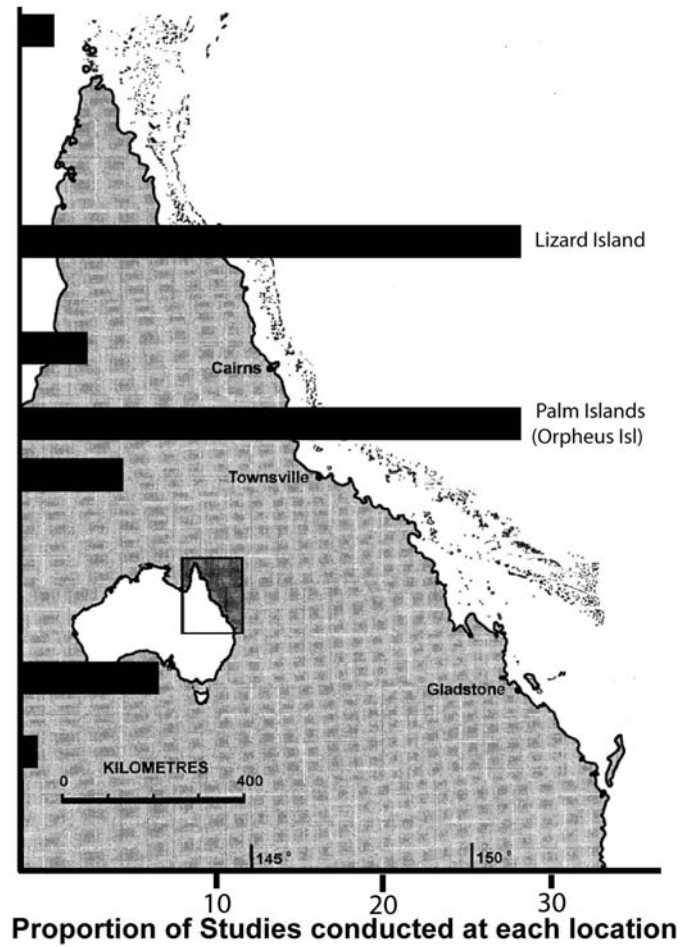 Lizard Island
Cairns
Palm Islands
(Orpheus Isl)
Townsville
Gladstone
KILOMETRES
0 400
145°
150°
10 20 30
Proportion of Studies conducted at each location